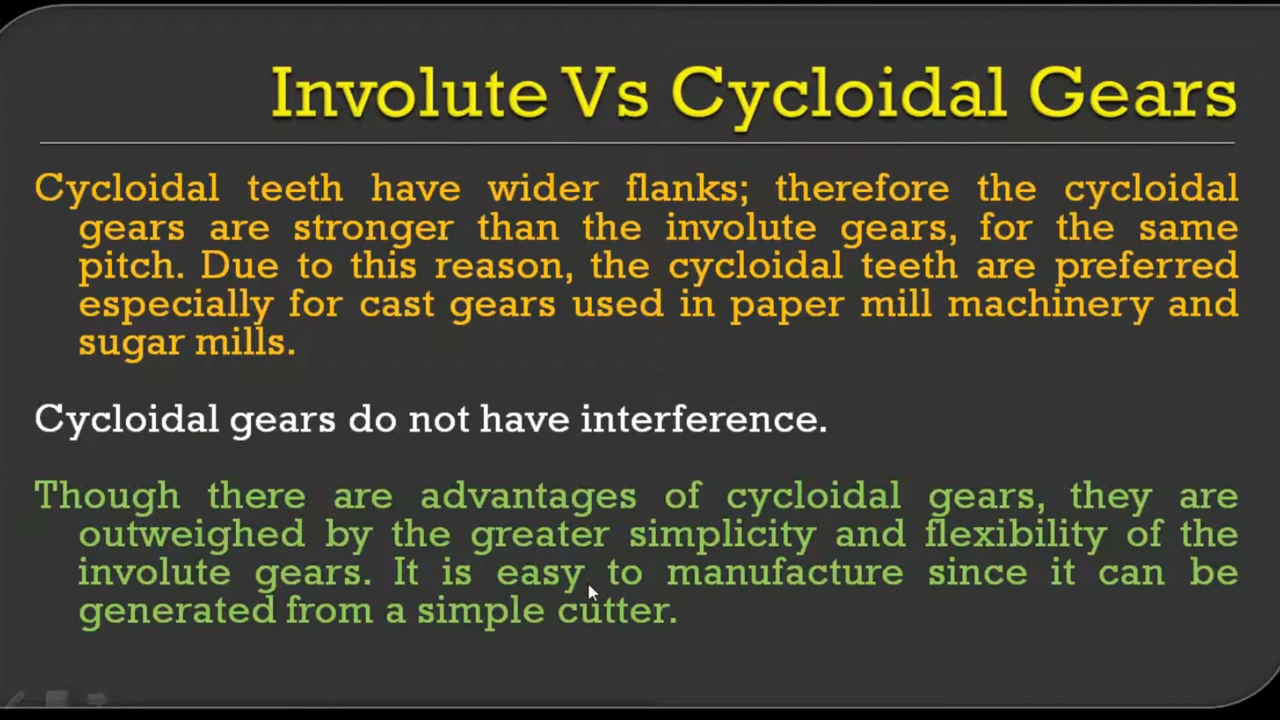 Involute Vs Cycloidal Gears
Cycloidal teeth have wider flanks; therefore the cycloidal
gears are stronger than the involute gears, for the same
pitch. Due to this reason, the cycloidal teeth are preferred
especially for cast gears used in paper mill machinery and
sugar mills.
Cycloidal gears do not have interference.
Though there are advantages of cycloidal gears, they are
outweighed by the greater simplicity and flexibility of the
involute gears. It is easy to manufacture since it can be
generated from a simple cutter.